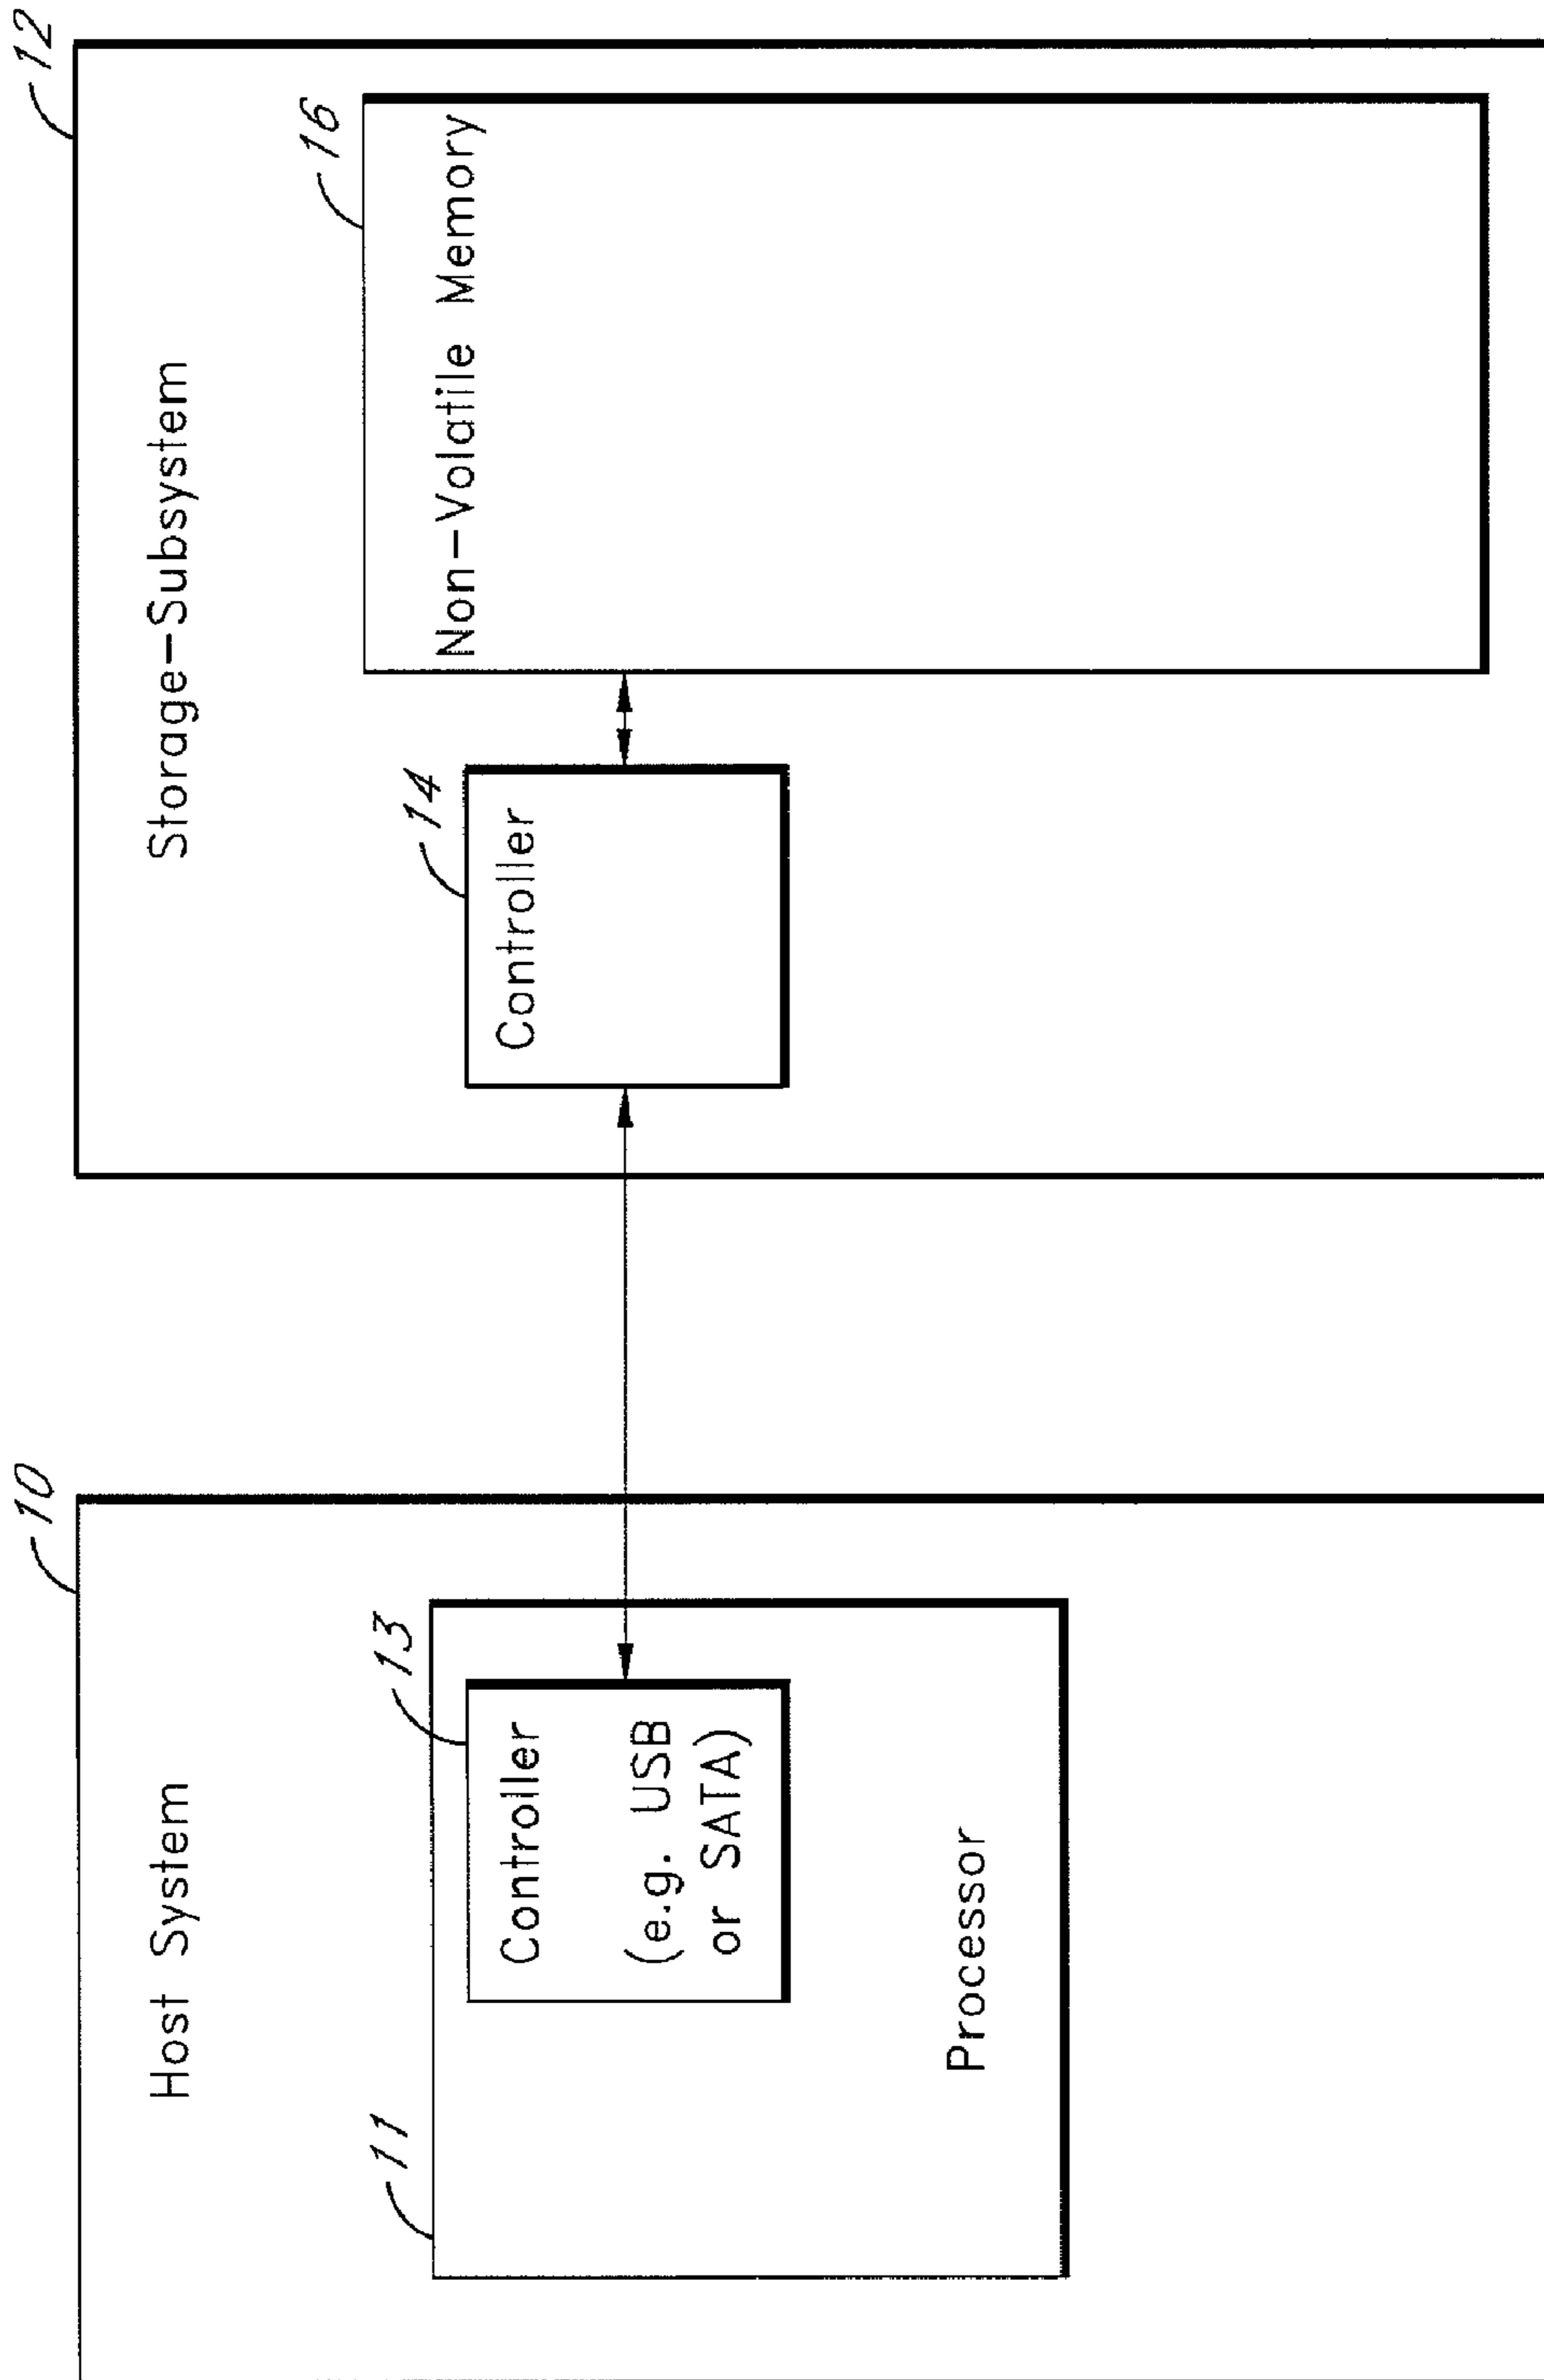 10
Host System
11
13
Controller
(e.g. USB
or SATA)
Processor
12
Storage-Subsystem
14
Controller
16
Non-Volatile Memory